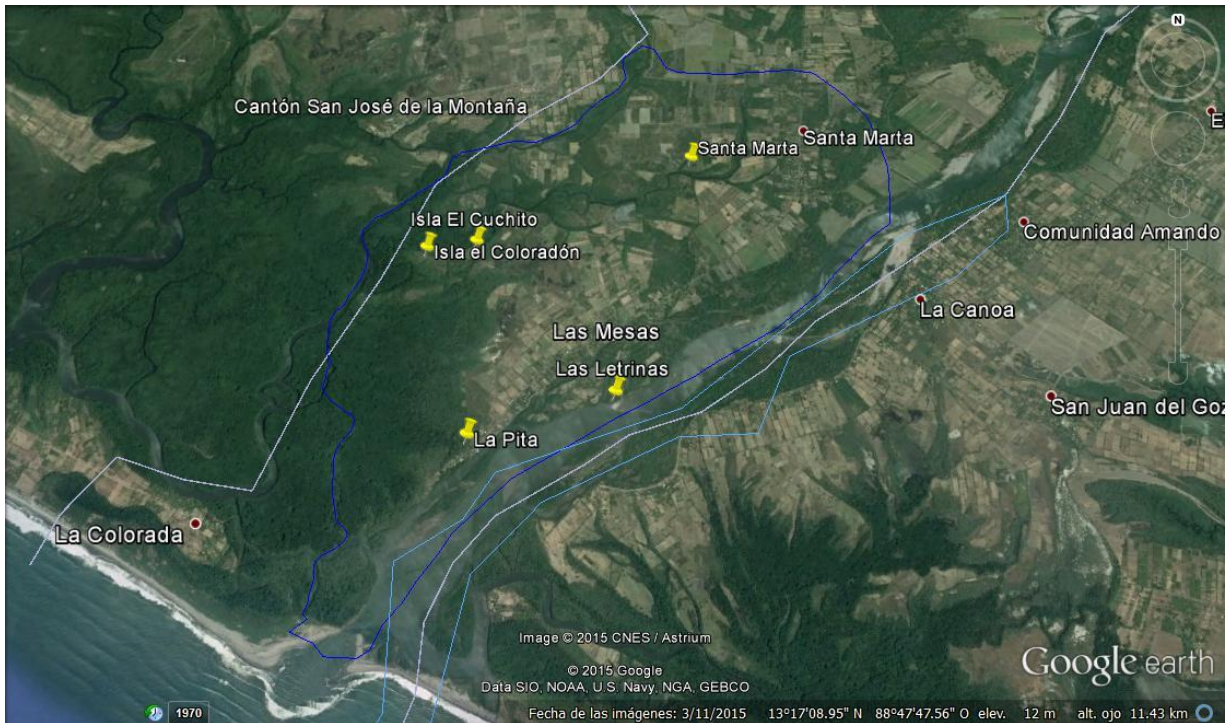 N
Cantón San José de la Montaña
Santa Marta
Santa Marta
E
Isla El Cuchito
Isla el Coloradón
Comunidad Amando
La Canoa
Las Mesas
Las Letrinas
San Juan del Goz
La Pita
La Colorada
Image © 2015 CNES / Astrium
© 2015 Google
Data SIO, NOAA, U.S. Navy, NGA, GEBCO
Google earth
1970
Fecha de las imágenes: 3/11/2015 13°17'08.95" N 88°47'47.56" O elev. 12 m alt. ojo 11.43 km